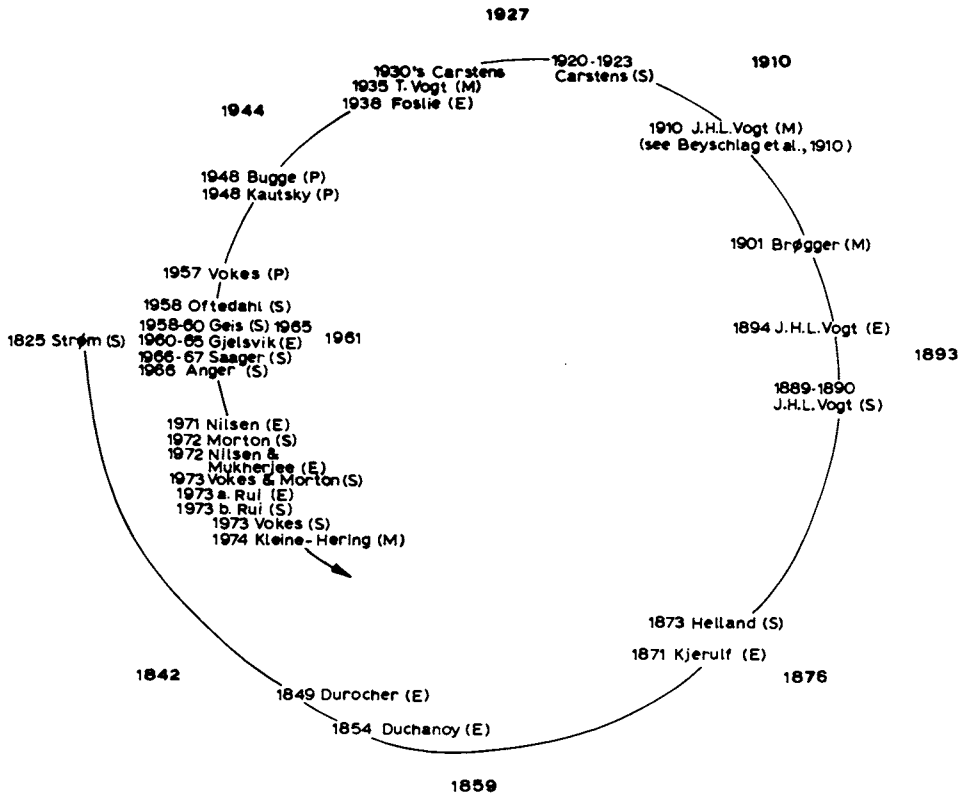 1927
1920-1923
Carstens (S)
1910
1930's Carstens
1935 T. Vogt (M)
1938 Foslie (E)
1944
1910 J.H.L. Vogt (M)
(see Beyschlag et al., 1910)
1948 Bugge (P)
1948 Kautsky (P)
1901 Brøgger (M)
1957 Vokes (P)
1958 Oftedahl (S)
1958-60 Geis (S) 1965
1960-65 Gjelsvik (E)
1966-67 Saager (S)
1966 Anger (S)
1961
1825 Strøm (S)
1894 J.H.L. Vogt (E)
1893
1889-1890
J.H.L. Vogt (S)
1971 Nilsen (E)
1972 Morton (S)
1972 Nilsen &
Mukherjee (E)
1973 Vokes & Morton (S)
1973 a. Rui (E)
1973 b. Rui (S)
1973 Vokes (S)
1974 Kleine-Hering (M)
1873 Helland (S)
1871 Kjerulf (E)
1876
1842
1849 Durocher (E)
1854 Duchanoy (E)
1859